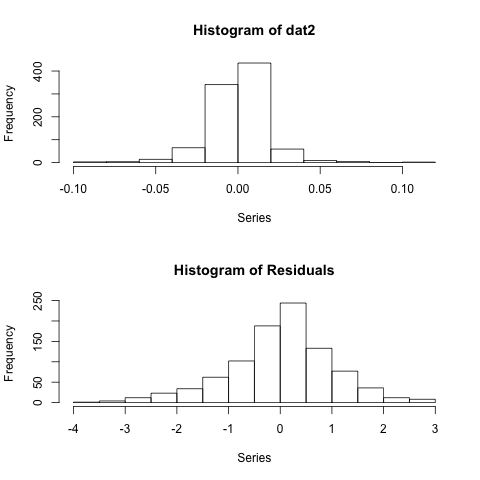 Histogram of dat2
Frequency
0 200 400
-0.10 -0.05 0.00 0.05 0.10
Series
Histogram of Residuals
Frequency
0 50 150 250
-4 -3 -2 -1 0 1 2 3
Series